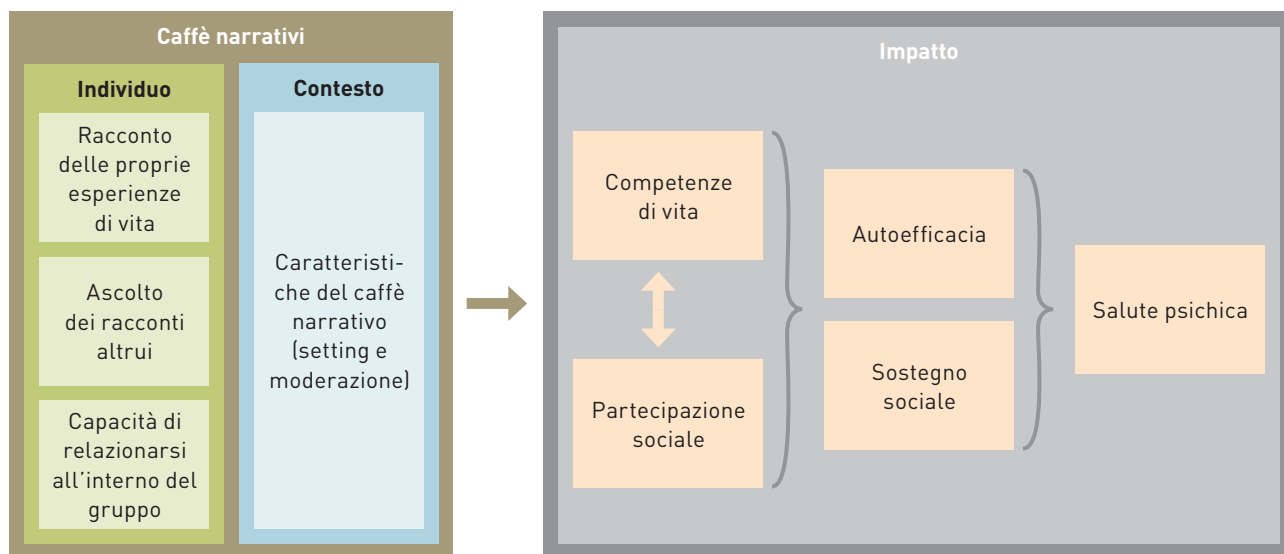 Caffè narrativi
Individuo
Racconto
delle proprie
esperienze
di vita
Ascolto
dei racconti
altrui
Capacità di
relazionarsi
all'interno del
gruppo
Contesto
Caratteristi-
che del caffè
narrativo
(setting e
moderazione)
Impatto
Competenze
di vita
Partecipazione
sociale
Autoefficacia
Sostegno
sociale
Salute psichica